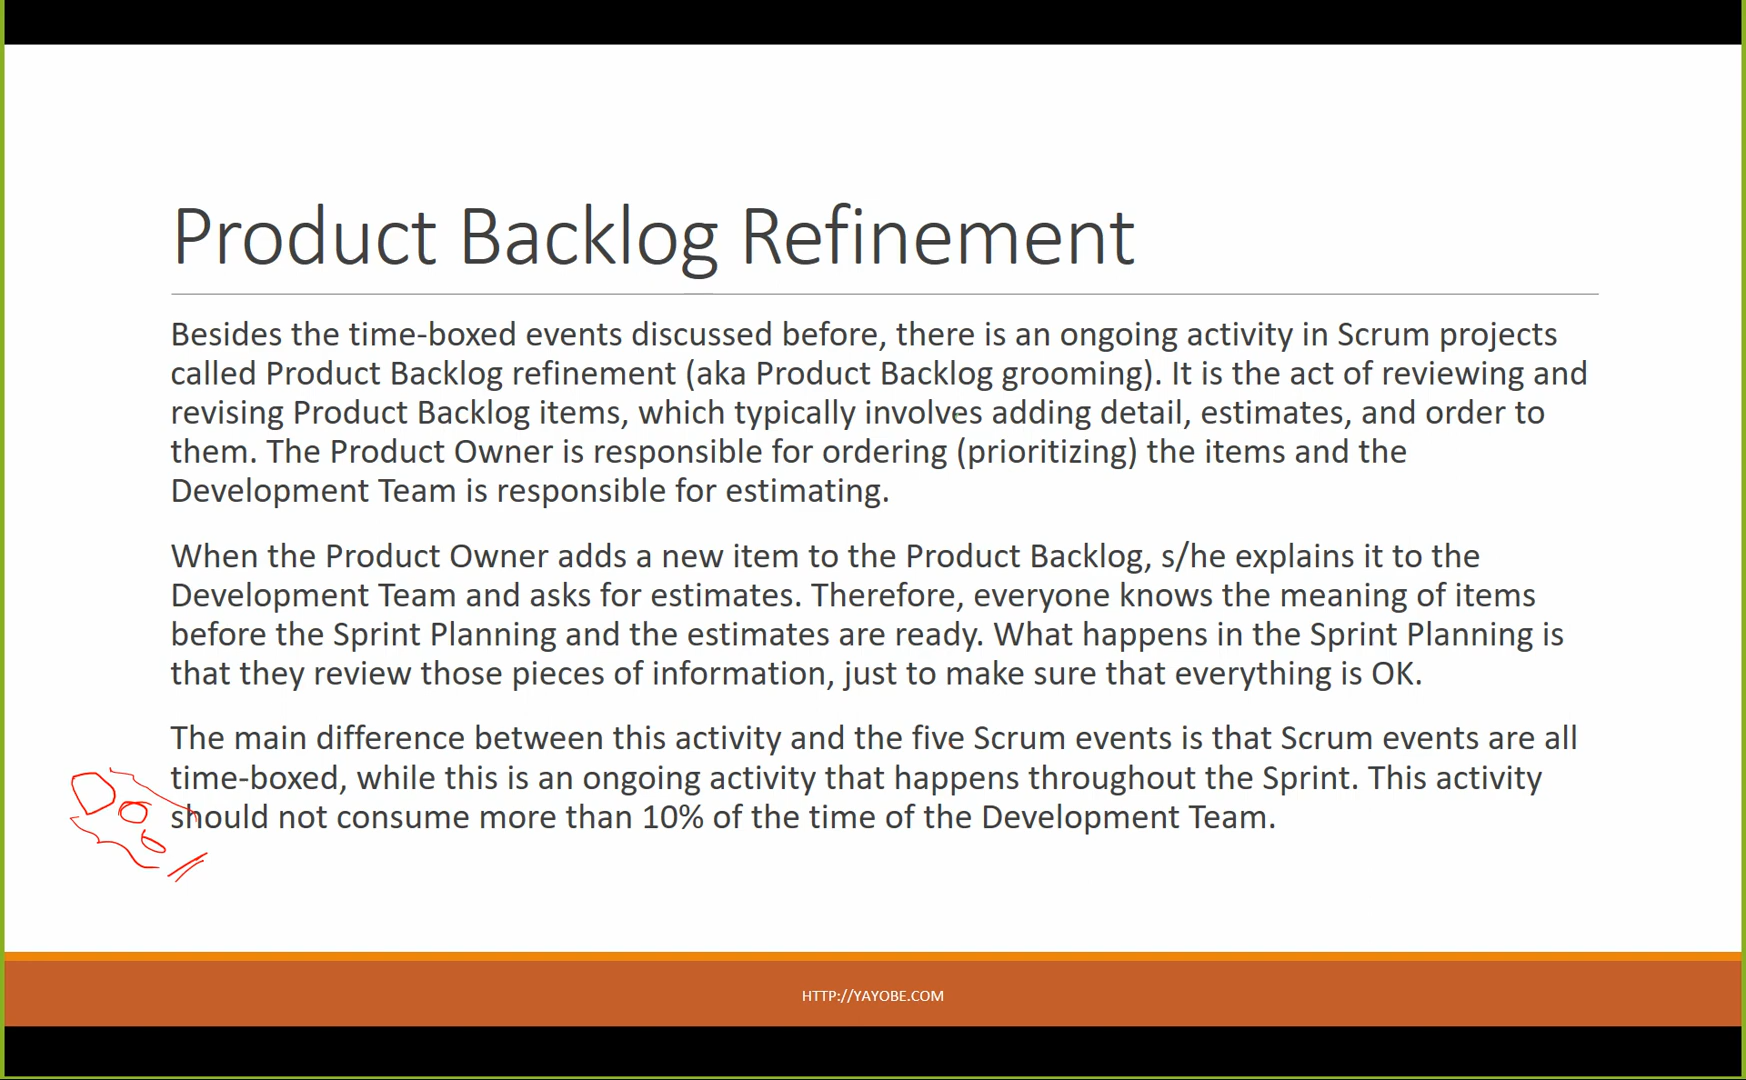 Product Backlog Refinement
Besides the time-boxed events discussed before, there is an ongoing activity in Scrum projects
called Product Backlog refinement (aka Product Backlog grooming). It is the act of reviewing and
revising Product Backlog items, which typically involves adding detail, estimates, and order to
them. The Product Owner is responsible for ordering (prioritizing) the items and the
Development Team is responsible for estimating.
When the Product Owner adds a new item to the Product Backlog, s/he explains it to the
Development Team and asks for estimates. Therefore, everyone knows the meaning of items
before the Sprint Planning and the estimates are ready. What happens in the Sprint Planning is
that they review those pieces of information, just to make sure that everything is OK.
The main difference between this activity and the five Scrum events is that Scrum events are all
time-boxed, while this is an ongoing activity that happens throughout the Sprint. This activity
should not consume more than 10% of the time of the Development Team.
HTTP://YAYOBE.COM